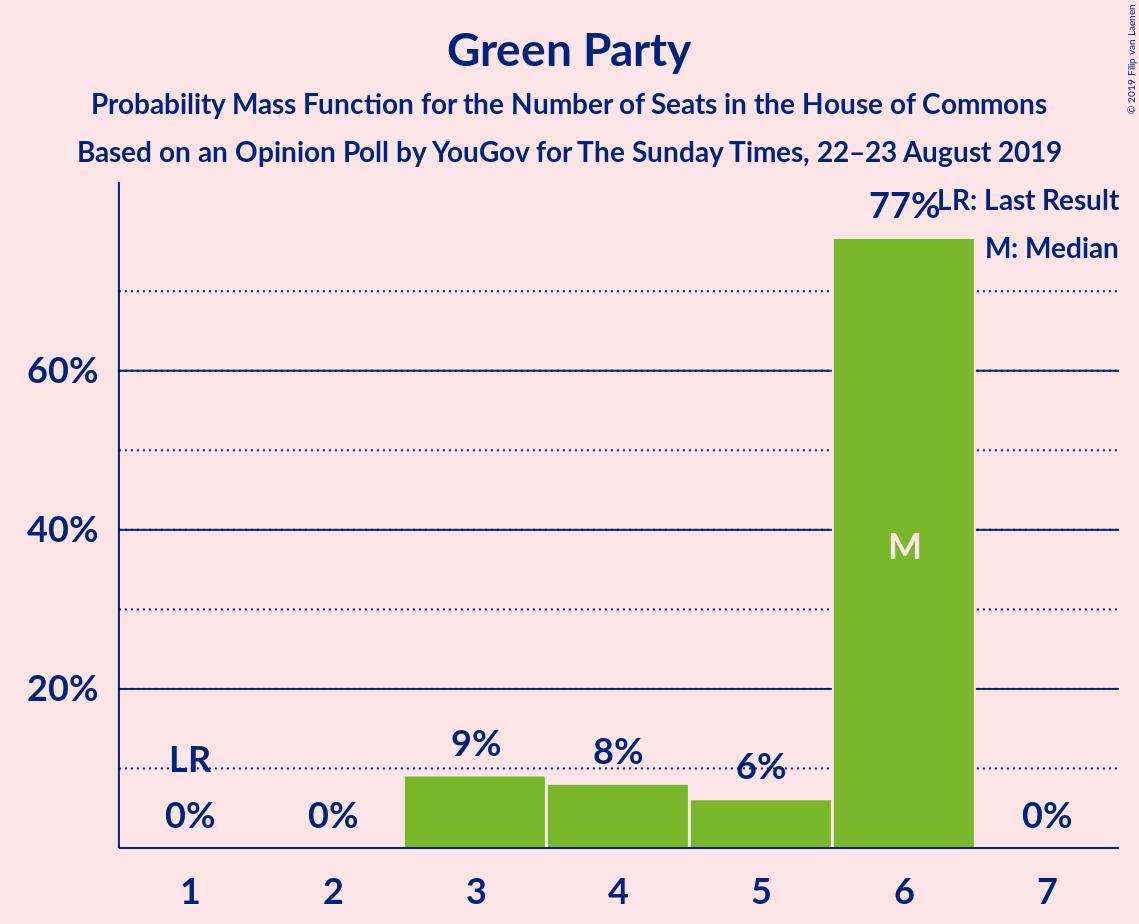 Green Party
Probability Mass Function for the Number of Seats in the House of Commons
Based on an Opinion Poll by YouGov for The Sunday Times, 22–23 August 2019
© 2019 Filip van Laenen
LR: Last Result
M: Median
77%
60%
40%
20%
M
LR
0%
0%
9%
8%
6%
0%
1 2 3 4 5 6 7